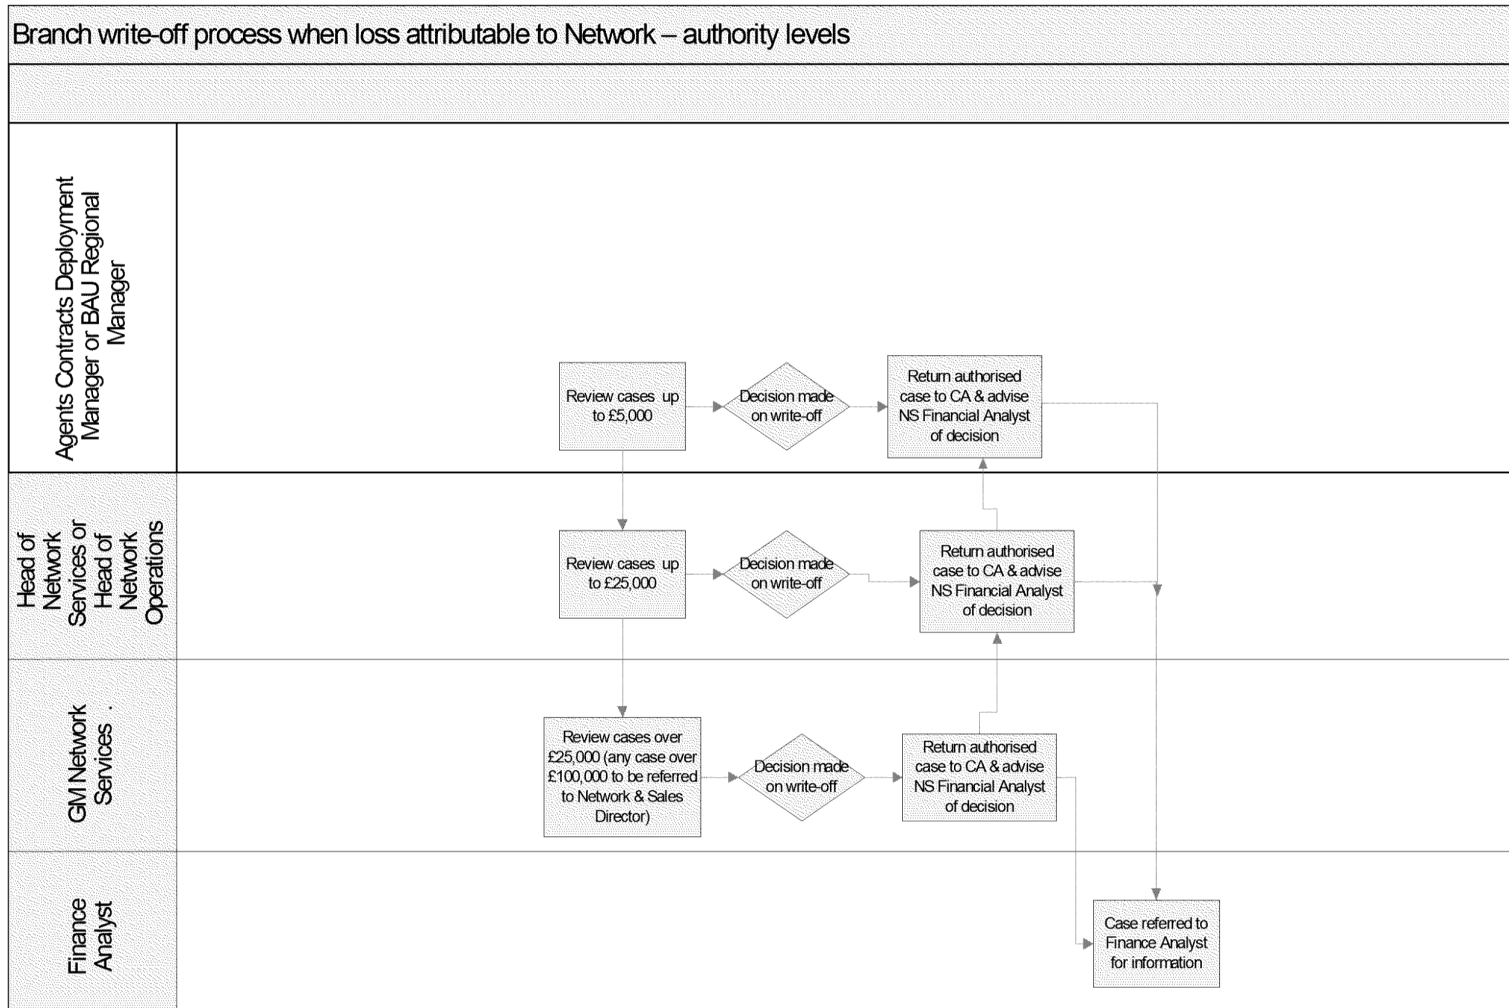 Branch write-off process when loss attributable to Network – authority levels
Agents Contracts Deployment
Manager or BAU Regional
Manager
Review cases up
to £5,000
Decision made
on write-off
Return authorised
case to CA & advise
NS Financial Analyst
of decision
Head of
Network
Services or
Head of
Network
Operations
Review cases up
to £25,000
Decision made
on write-off
Return authorised
case to CA & advise
NS Financial Analyst
of decision
GM Network
Services .
Review cases over
£25,000 (any case over
£100,000 to be referred
to Network & Sales
Director)
Decision made
on write-off
Return authorised
case to CA & advise
NS Financial Analyst
of decision
Finance
Analyst
Case referred to
Finance Analyst
for information